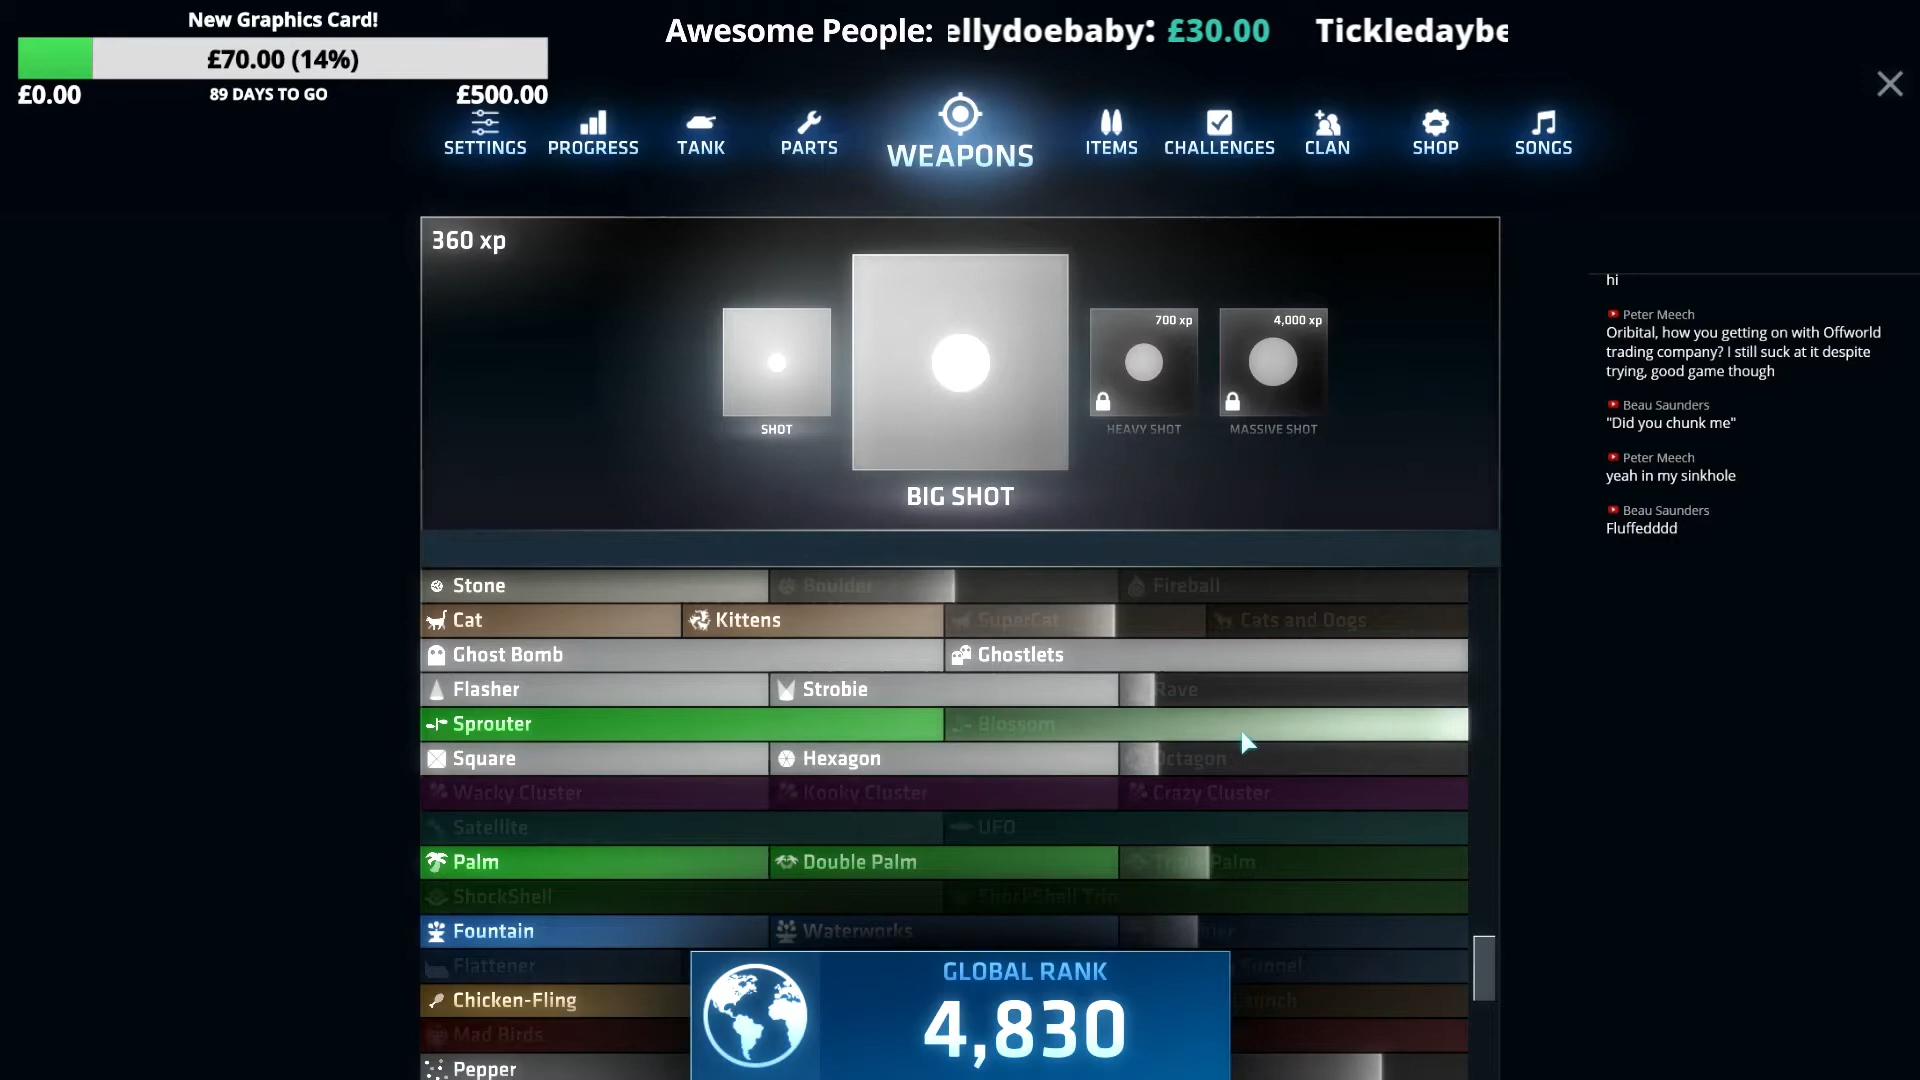 New Graphics Card!
£70.00 (14%)
£0.00 89 DAYS TO GO £500.00
Awesome People: ellydoebaby: £30.00 Tickledaybe
SETTINGS PROGRESS TANK PARTS WEAPONS ITEMS CHALLENGES CLAN SHOP SONGS
360 xp
700 xp
4,000 xp
SHOT
HEAVY SHOT
MASSIVE SHOT
BIG SHOT
hi
Peter Meech
Oribital, how you getting on with Offworld
trading company? I still suck at it despite
trying, good game though
Beau Saunders
"Did you chunk me"
Peter Meech
yeah in my sinkhole
Beau Saunders
Fluffedddd
Stone Boulder Fireball
Cat Kittens SuperCat Cats and Dogs
Ghost Bomb Ghostlets
Flasher Strobie Rave
Sprouter Blossom
Square Hexagon Octagon
Wacky Cluster Kooky Cluster Crazy Cluster
Satellite UFO
Palm Double Palm Triple Palm
ShockShell ShockShell Trio
Fountain Waterworks
Flattener
Chicken-Fling
Mad Birds
Pepper
GLOBAL RANK
4,830